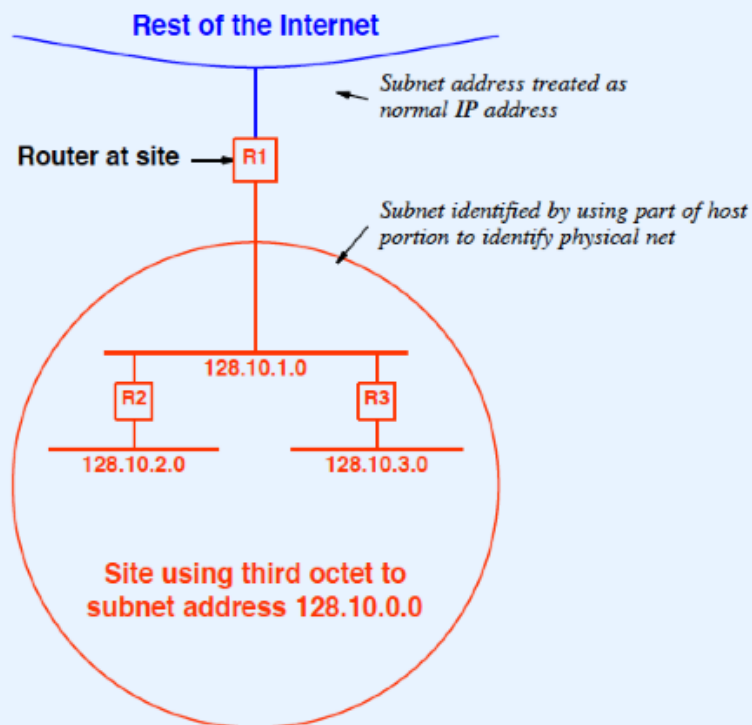 Rest of the Internet
Subnet address treated as
normal IP address
Router at site
R1
Subnet identified by using part of host
portion to identify physical net
128.10.1.0
R2
R3
128.10.2.0
128.10.3.0
Site using third octet to
subnet address 128.10.0.0